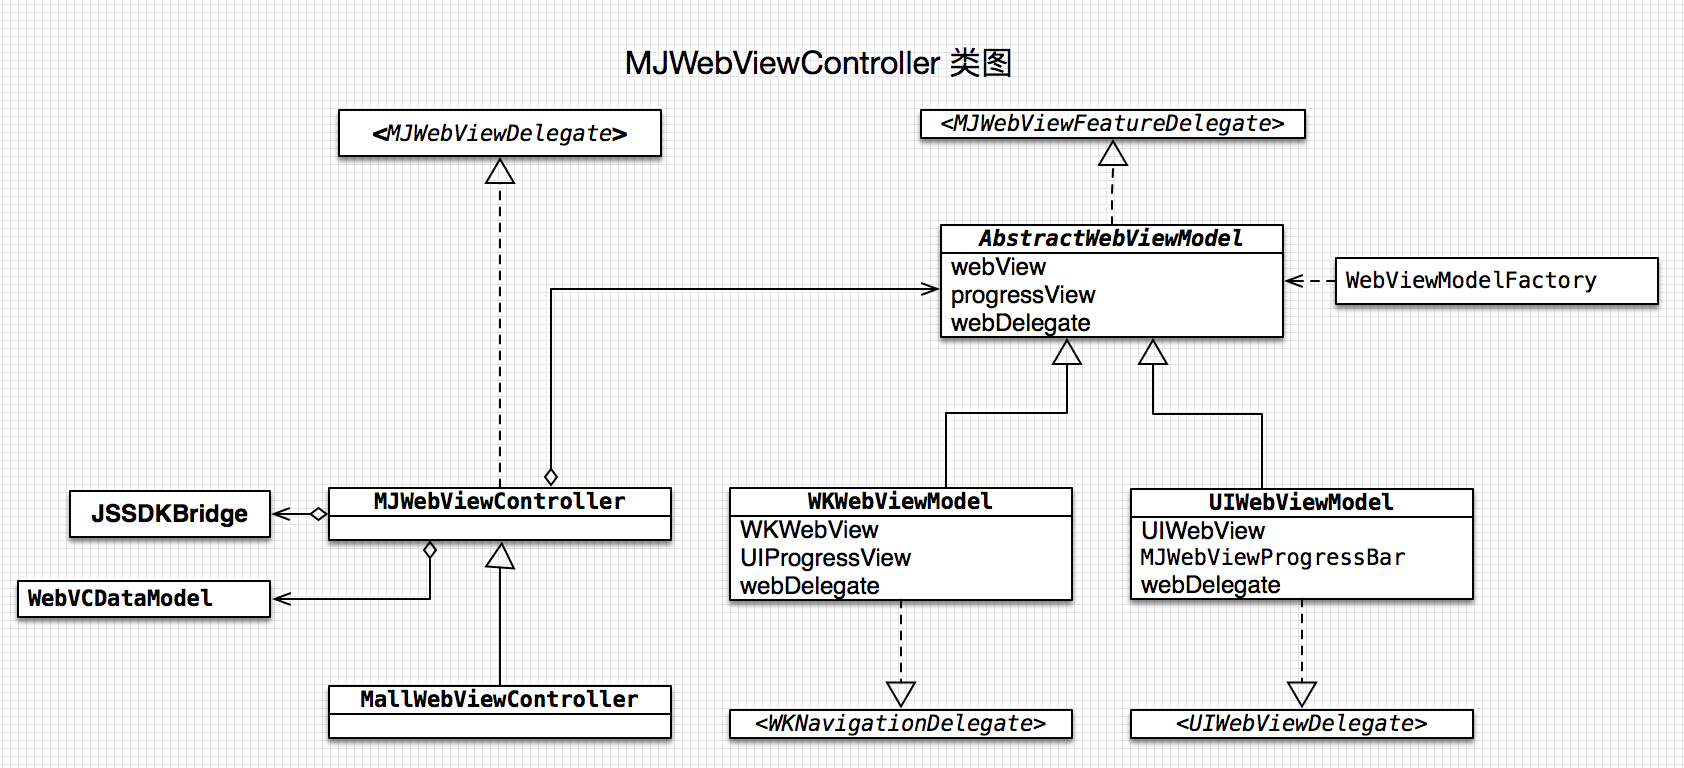 MJWebViewController 类图
<MJWebViewDelegate>
<MJWebViewFeatureDelegate>
AbstractWebViewModel
webView
progressView
webDelegate
WebViewModelFactory
JSSDKBridge
MJWebViewController
WebVCDataModel
MallWebViewController
WKWebViewModel
WKWebView
UIProgressView
webDelegate
UIWebViewModel
UIWebView
MJWebViewProgressBar
webDelegate
<WKNavigationDelegate>
<UIWebViewDelegate>